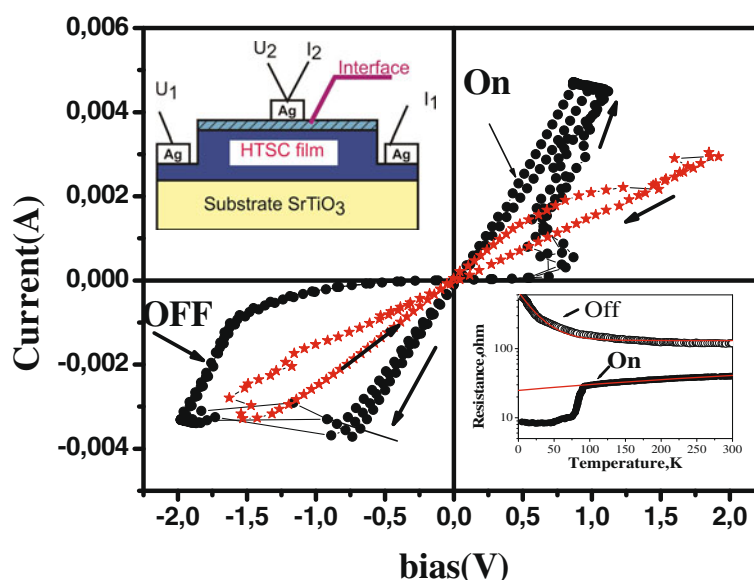 0,006
0,004
0,002
0,000
-0,002
-0,004
Current(A)
-2,0 -1,5 -1,0 -0,5 0,0 0,5 1,0 1,5 2,0
bias(V)
On
OFF
U2 I2
U1
Interface
I1
Ag
Ag
Ag
HTSC film
Substrate SrTiO3
Off
On
100
10
Resistance,ohm
0 50 100 150 200 250 300
Temperature,K